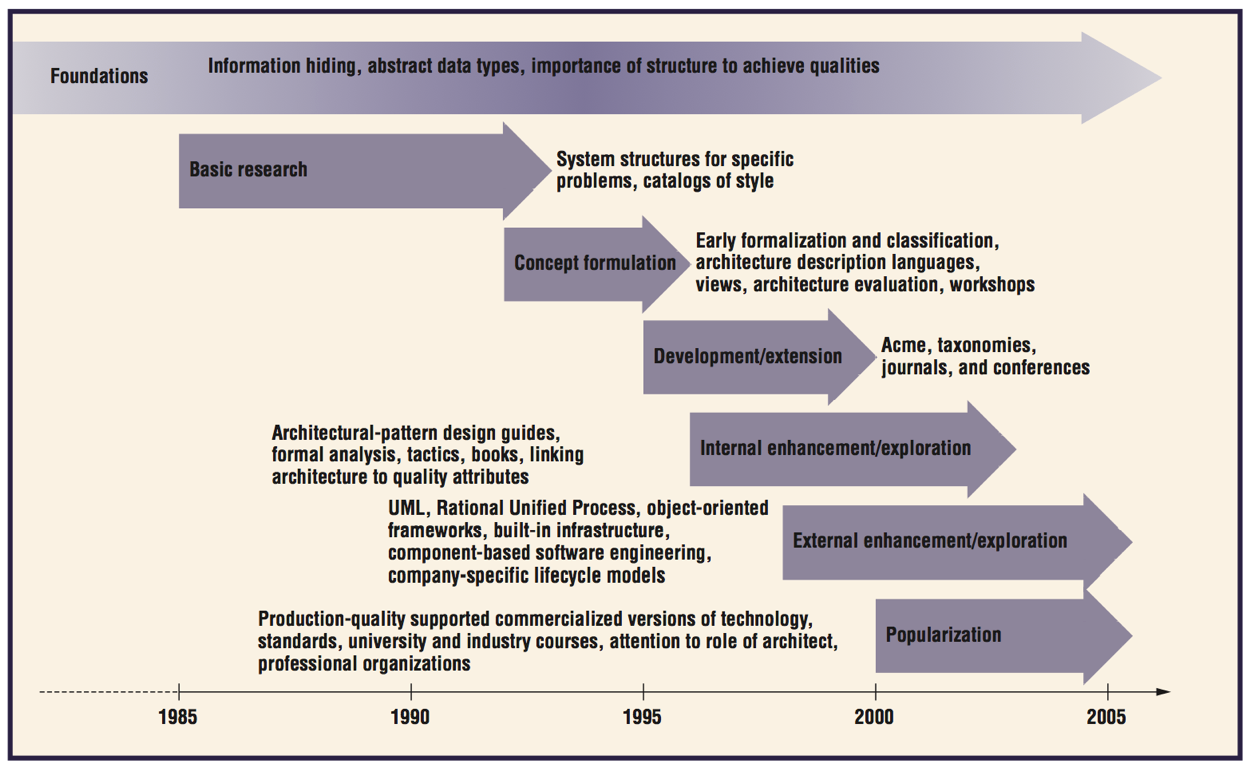 Foundations
Information hiding, abstract data types, importance of structure to achieve qualities
Basic research
System structures for specific
problems, catalogs of style
Concept formulation
Early formalization and classification,
architecture description languages,
views, architecture evaluation, workshops
Development/extension
Acme, taxonomies,
journals, and conferences
Architectural-pattern design guides,
formal analysis, tactics, books, linking
architecture to quality attributes
Internal enhancement/exploration
UML, Rational Unified Process, object-oriented
frameworks, built-in infrastructure,
component-based software engineering,
company-specific lifecycle models
External enhancement/exploration
Production-quality supported commercialized versions of technology,
standards, university and industry courses, attention to role of architect,
professional organizations
Popularization
1985
1990
1995
2000
2005